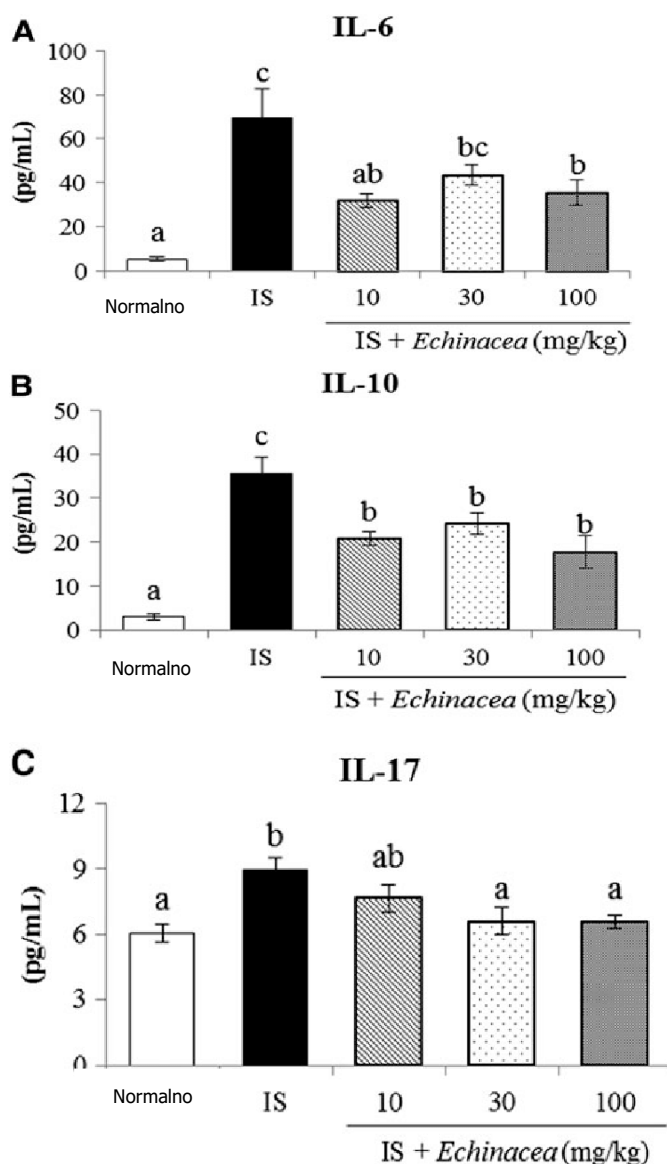 A
IL-6
100
80
60
40
20
0
(pg/mL)
a
c
ab
bc
b
Normalno
IS
10
30
100
IS + Echinacea (mg/kg)
B
IL-10
50
40
30
20
10
0
(pg/mL)
a
c
b
b
b
Normalno
IS
10
30
100
IS + Echinacea (mg/kg)
C
IL-17
12
9
6
3
0
(pg/mL)
a
b
ab
a
a
Normalno
IS
10
30
100
IS + Echinacea (mg/kg)